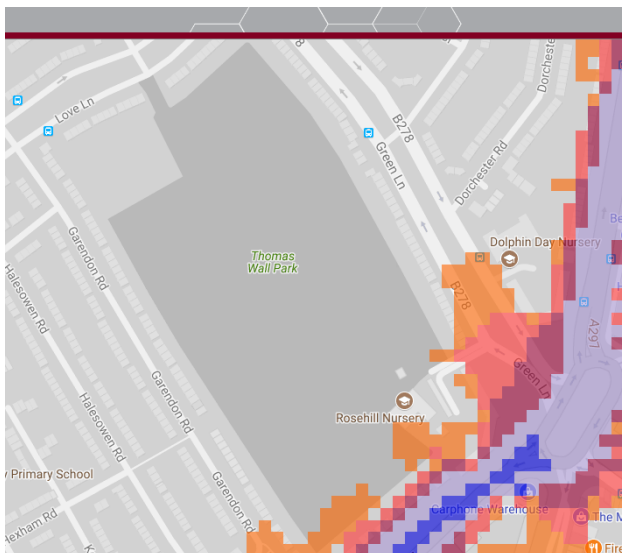 B
B278
Love Ln
Green Ln
Dorchester
Dorchester Rd
Garendon Rd
Halesowen Rd
Thomas
Wall Park
Dolphin Day Nursery
Be
B278
A297
Garendon Rd
Green Ln
Halesowen Rd
Rosehill Nursery
y Primary School
Garendon Rd
Carphone Warehouse
The M
Hexham Rd
K
Fire